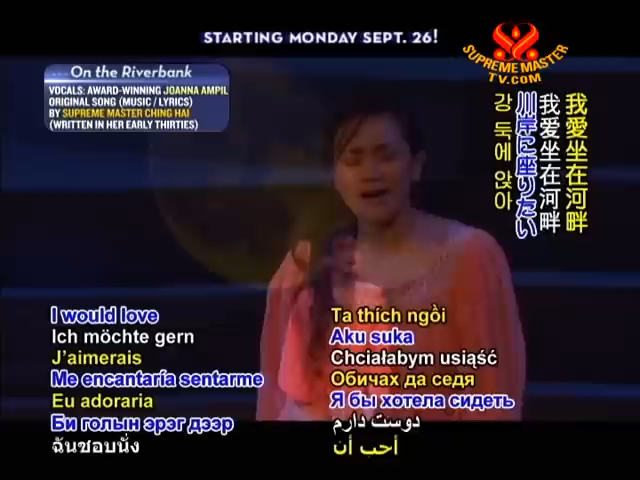 STARTING MONDAY SEPT. 26!
SUPREME MASTER
TV.COM
On the Riverbank
VOCALS: AWARD-WINNING JOANNA AMPIL
ORIGINAL SONG (MUSIC / LYRICS)
BY SUPREME MASTER CHING HAI
(WRITTEN IN HER EARLY THIRTIES)
我愛坐在河畔
我爱坐在河畔
川岸に座りたい
강 둑에 앉아
I would love
Ich möchte gern
J'aimerais
Me encantaría sentarme
Eu adoraria
Би голын эрэг дээр
ฉันชอบนั่ง
Ta thích ngồi
Aku suka
Chciałabym usiąść
Обичах да седя
Я бы хотела сидеть
دوست دارم
أحب أن